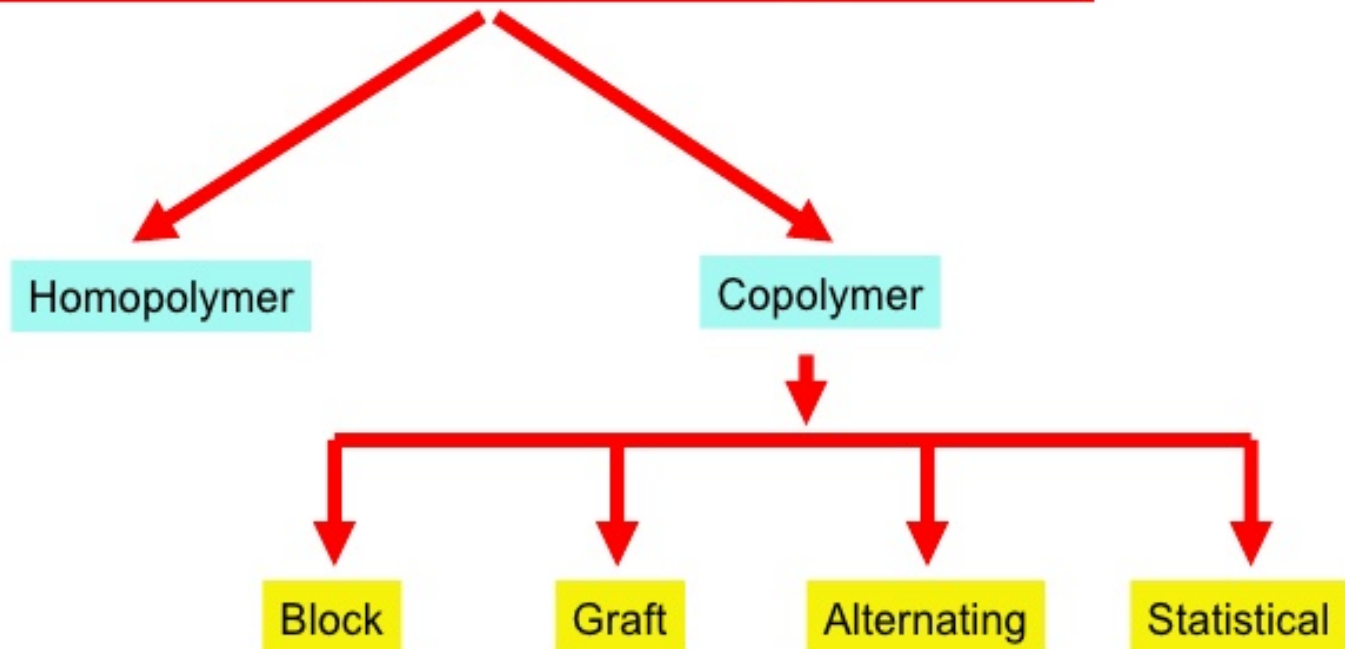 Homopolymer
Copolymer
Block
Graft
Alternating
Statistical